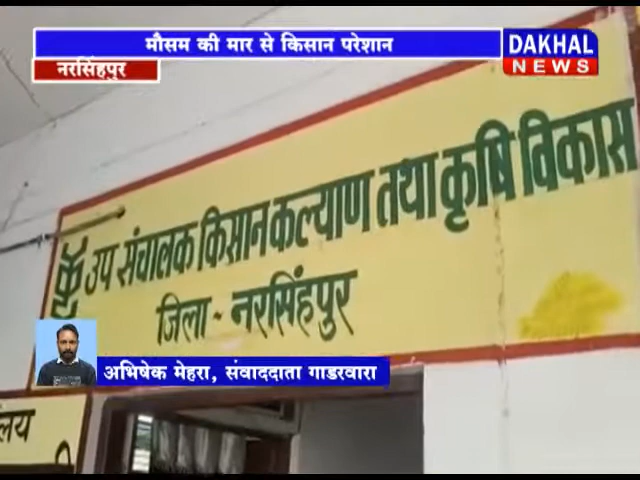 मौसम की मार से किसान परेशान
DAKHAL
NEWS
नरसिंहपुर
उप संचालक किसान कल्याण तथा कृषि विकास
जिला - नरसिंहपुर
अभिषेक मेहरा, संवाददाता गाडरवारा
लय